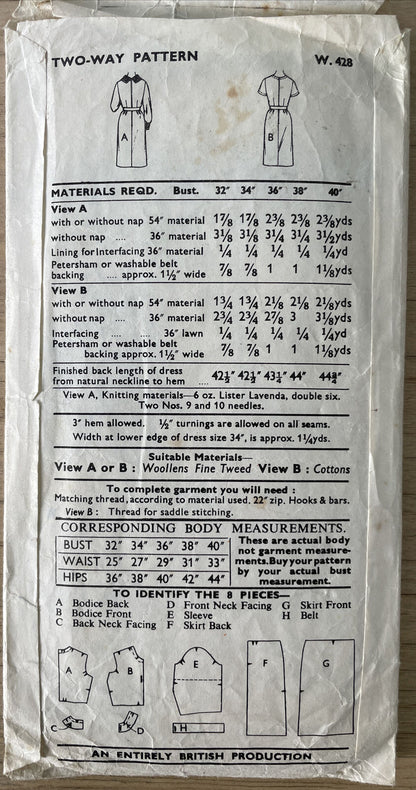 TWO-WAY PATTERN W. 428
A B
MATERIALS REQD. Bust. 32″ 34″ 36″ 38″ 40″
View A
with or without nap 54″ material 1⅞ 1⅞ 2⅜ 2⅜ 2⅜yds
without nap .... 36″ material 3⅛ 3⅛ 3¼ 3¼ 3½yds
Lining for Interfacing 36″ material ¼ ¼ ¼ ¼ ¼yd
Petersham or washable belt
backing .... approx. 1½″ wide ⅞ ⅞ 1 1 1⅛yds
View B
with or without nap 54″ material 1¾ 1¾ 2⅛ 2⅛ 2⅛yds
without nap .... 36″ material 2¾ 2¾ 2⅞ 3 3⅛yds
Interfacing .... .... 36″ lawn ¼ ¼ ¼ ¼ ¼yd
Petersham or washable belt
backing approx. 1½″ wide ⅞ ⅞ 1 1 1⅛yds
Finished back length of dress
from natural neckline to hem .... 42½″ 42½″ 43¼″ 44″ 44¾″
View A, Knitting materials—6 oz. Lister Lavenda, double six.
Two Nos. 9 and 10 needles.
3″ hem allowed. ½″ turnings are allowed on all seams.
Width at lower edge of dress size 34″, is approx. 1¼yds.
Suitable Materials—
View A or B : Woollens Fine Tweed View B : Cottons
To complete garment you will need :
Matching thread, according to material used. 22″ zip. Hooks & bars.
View B : Thread for saddle stitching.
CORRESPONDING BODY MEASUREMENTS.
BUST 32″ 34″ 36″ 38″ 40″
WAIST 25″ 27″ 29″ 31″ 33″
HIPS 36″ 38″ 40″ 42″ 44″
These are actual body
not garment measure-
ments. Buy your pattern
by your actual bust
measurement.
TO IDENTIFY THE 8 PIECES—
A Bodice Back D Front Neck Facing G Skirt Front
B Bodice Front E Sleeve H Belt
C Back Neck Facing F Skirt Back
A B E F G
C D H
AN ENTIRELY BRITISH PRODUCTION